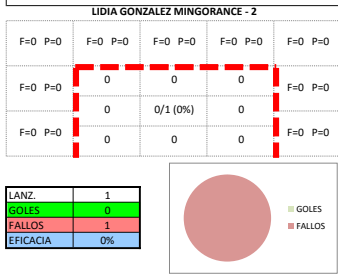 LIDIA GONZALEZ MINGORANCE - 2
F=0 P=0 F=0 P=0 F=0 P=0 F=0 P=0 F=0 P=0
F=0 P=0 0 0 0 F=0 P=0
0 0/1 (0%) 0
F=0 P=0 0 0 0 F=0 P=0
LANZ. 1
GOLES 0
FALLOS 1
EFICACIA 0%
GOLES
FALLOS